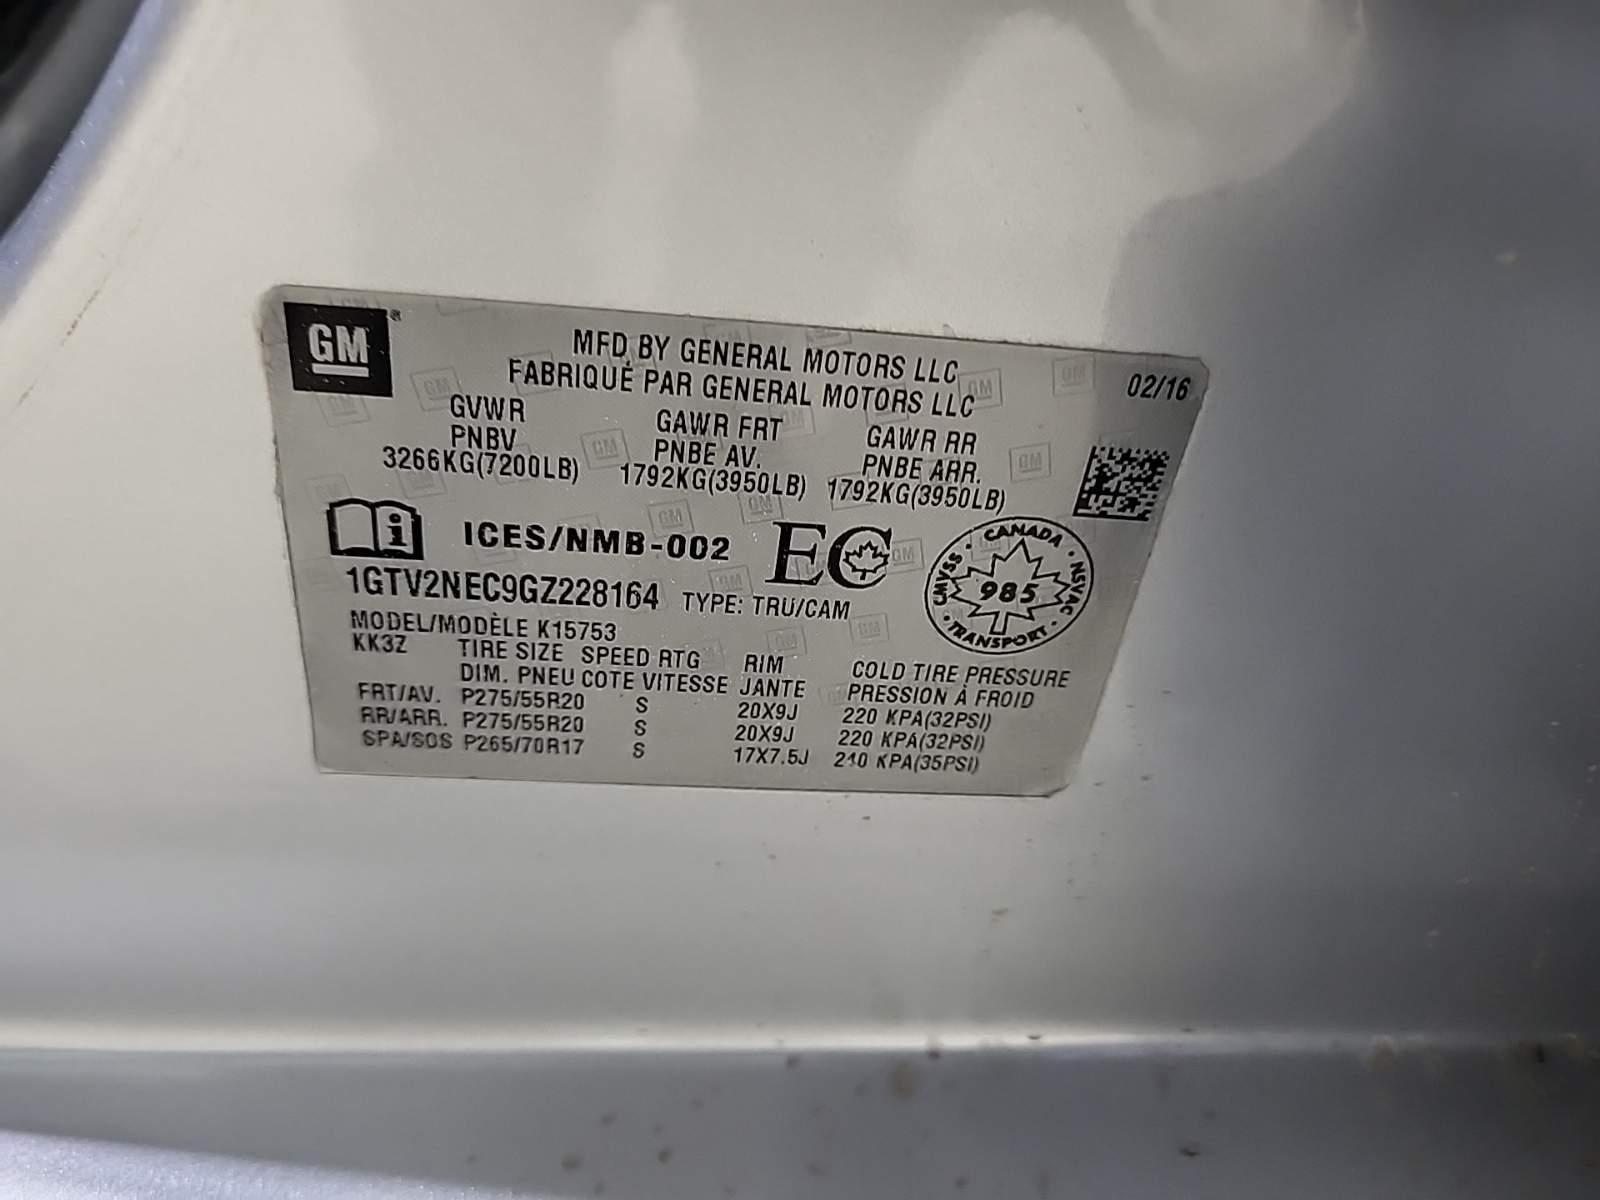 GM®
MFD BY GENERAL MOTORS LLC
FABRIQUÉ PAR GENERAL MOTORS LLC
02/16
GVWR GAWR FRT GAWR RR
PNBV PNBE AV. PNBE ARR.
3266KG(7200LB) 1792KG(3950LB) 1792KG(3950LB)
i ICES/NMB-002 EC
CANADA · NSVAC · TRANSPORT · CMVSS ·
985
1GTV2NEC9GZ228164 TYPE: TRU/CAM
MODEL/MODÈLE K15753
KK3Z TIRE SIZE SPEED RTG RIM COLD TIRE PRESSURE
DIM. PNEU COTE VITESSE JANTE PRESSION À FROID
FRT/AV. P275/55R20 S 20X9J 220 KPA(32PSI)
RR/ARR. P275/55R20 S 20X9J 220 KPA(32PSI)
SPA/SOS P265/70R17 S 17X7.5J 240 KPA(35PSI)